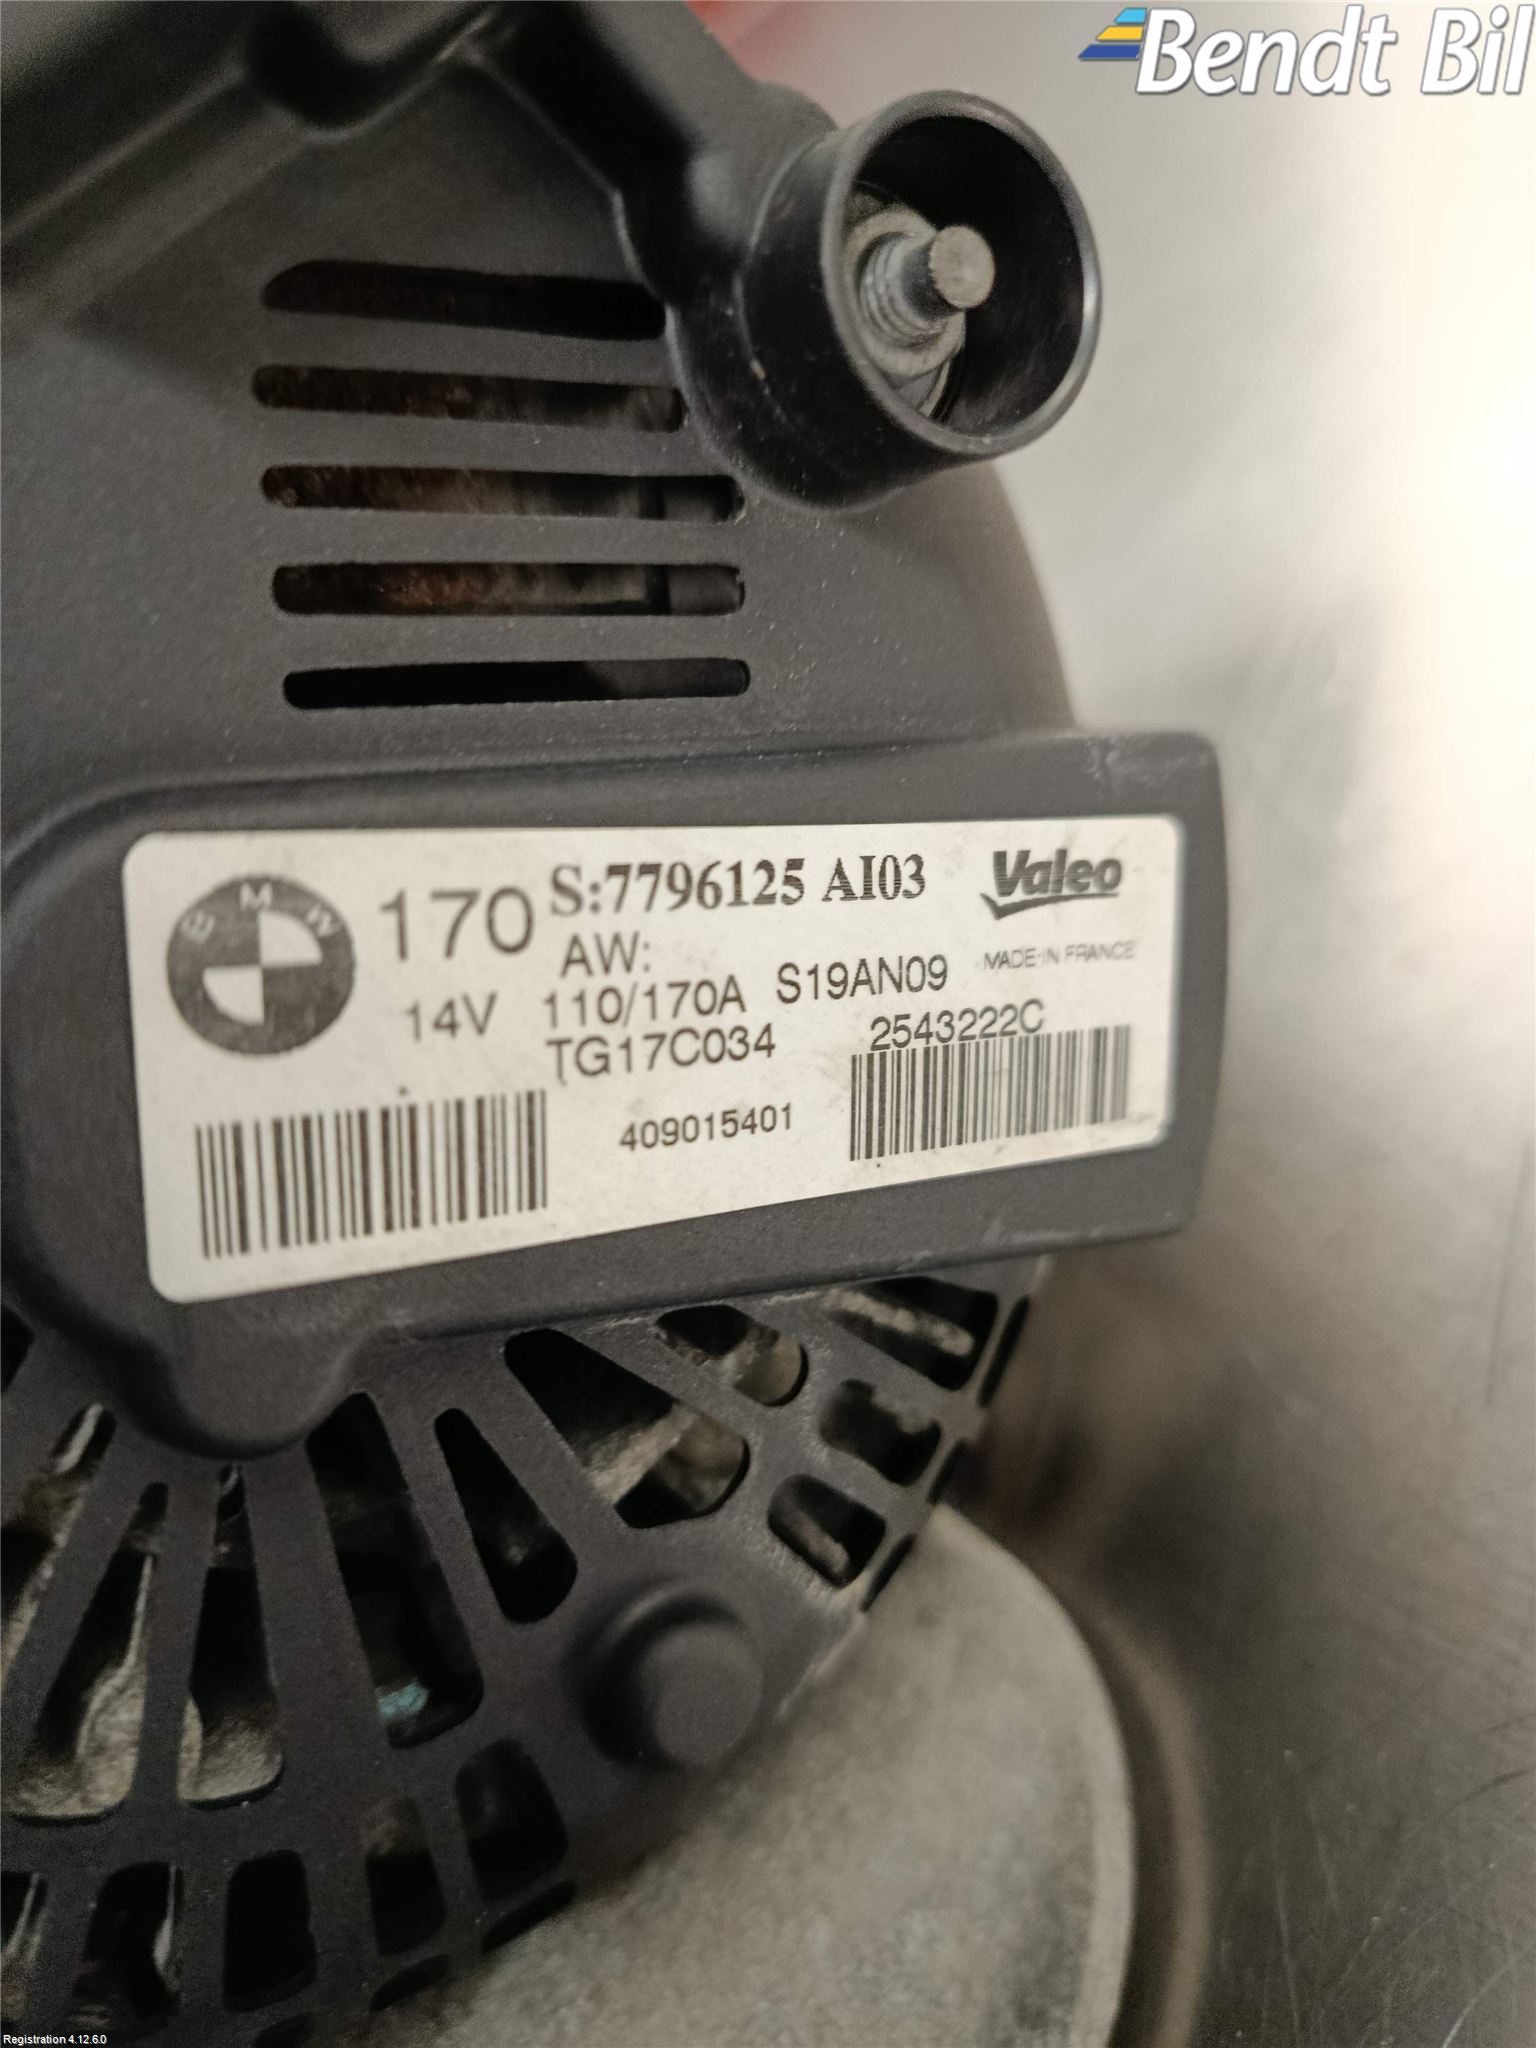 Bendt Bil
BMW
170
S:7796125 AI03
Valeo
AW:
MADE IN FRANCE
14V 110/170A S19AN09
TG17C034
2543222C
409015401
Registration 4.12.6.0